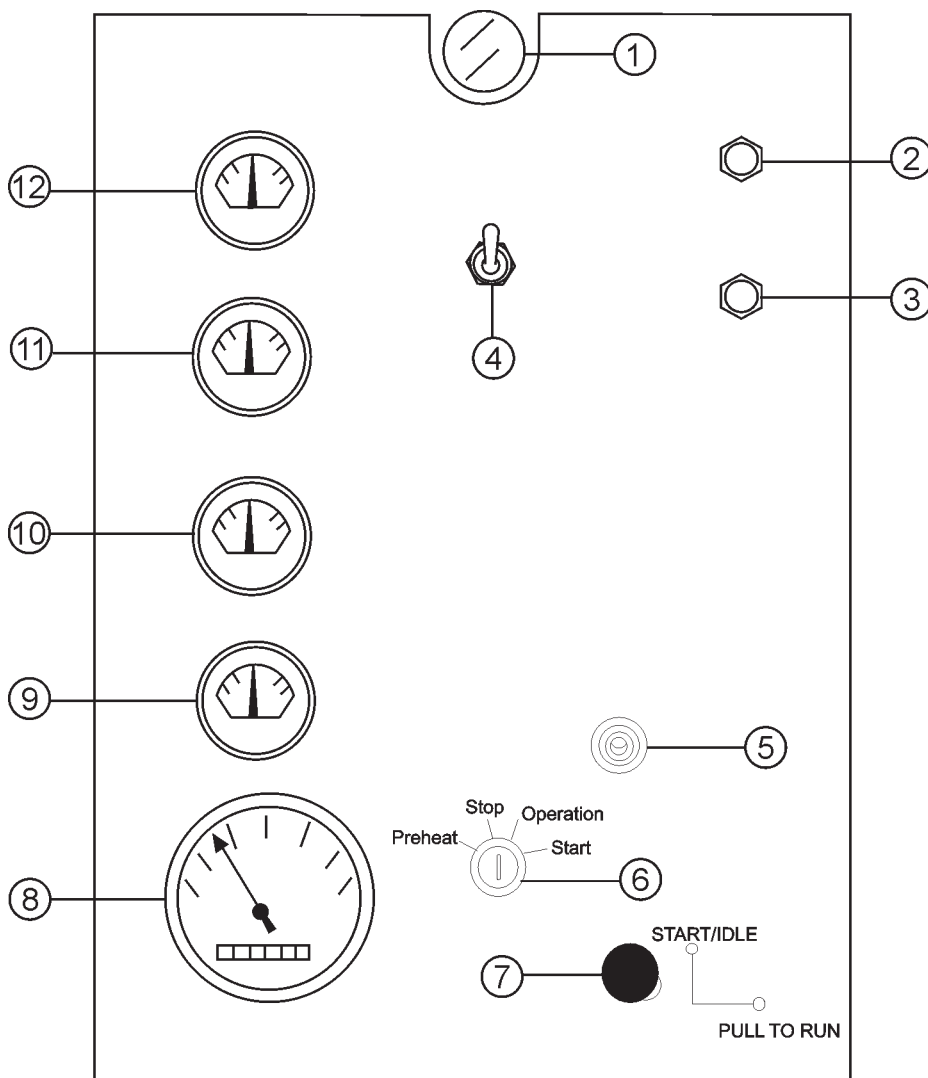 1
2
12
3
11
4
10
9
5
Stop
Operation
Preheat
Start
6
8
START/IDLE
7
PULL TO RUN